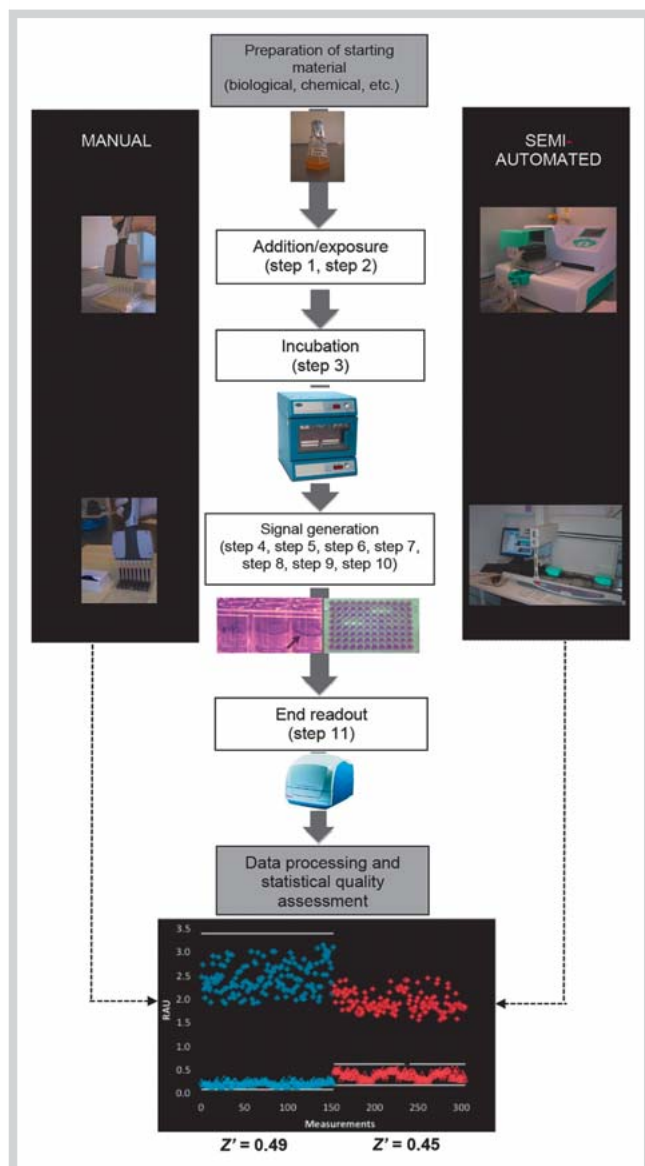 Preparation of starting
material
(biological, chemical, etc.)
MANUAL
SEMI-
AUTOMATED
Addition/exposure
(step 1, step 2)
Incubation
(step 3)
Signal generation
(step 4, step 5, step 6, step 7,
step 8, step 9, step 10)
End readout
(step 11)
Data processing and
statistical quality
assessment
3.5
3.0
2.5
2.0
1.5
1.0
0.5
0.0
RAU
0 50 100 150 200 250 300
Measurements
Z' = 0.49 Z' = 0.45